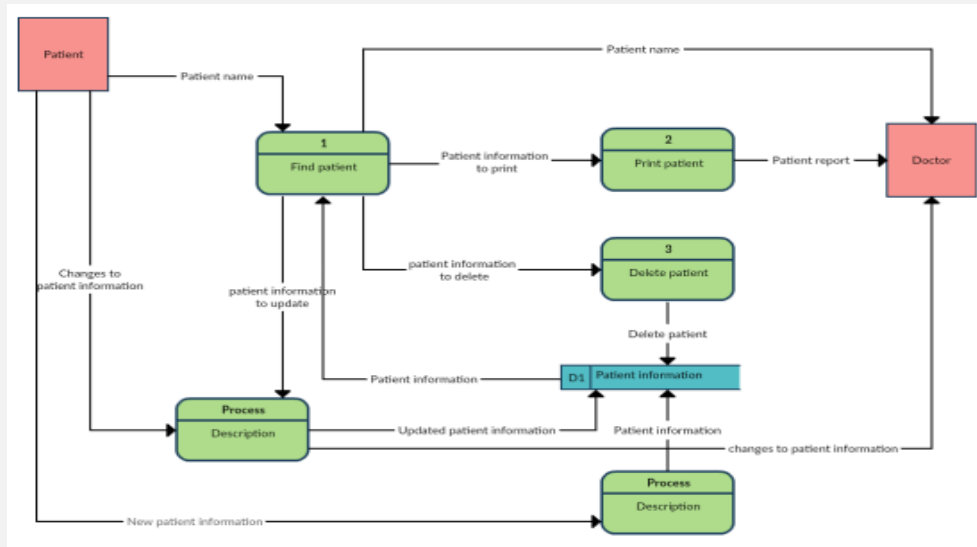 Patient
Patient name
Patient name
1
Find patient
Patient information
to print
2
Print patient
Patient report
Doctor
3
Delete patient
patient information
to delete
Changes to
patient information
patient information
to update
Delete patient
D1
Patient information
Patient information
Process
Description
Updated patient information
Patient information
changes to patient information
Process
Description
New patient information